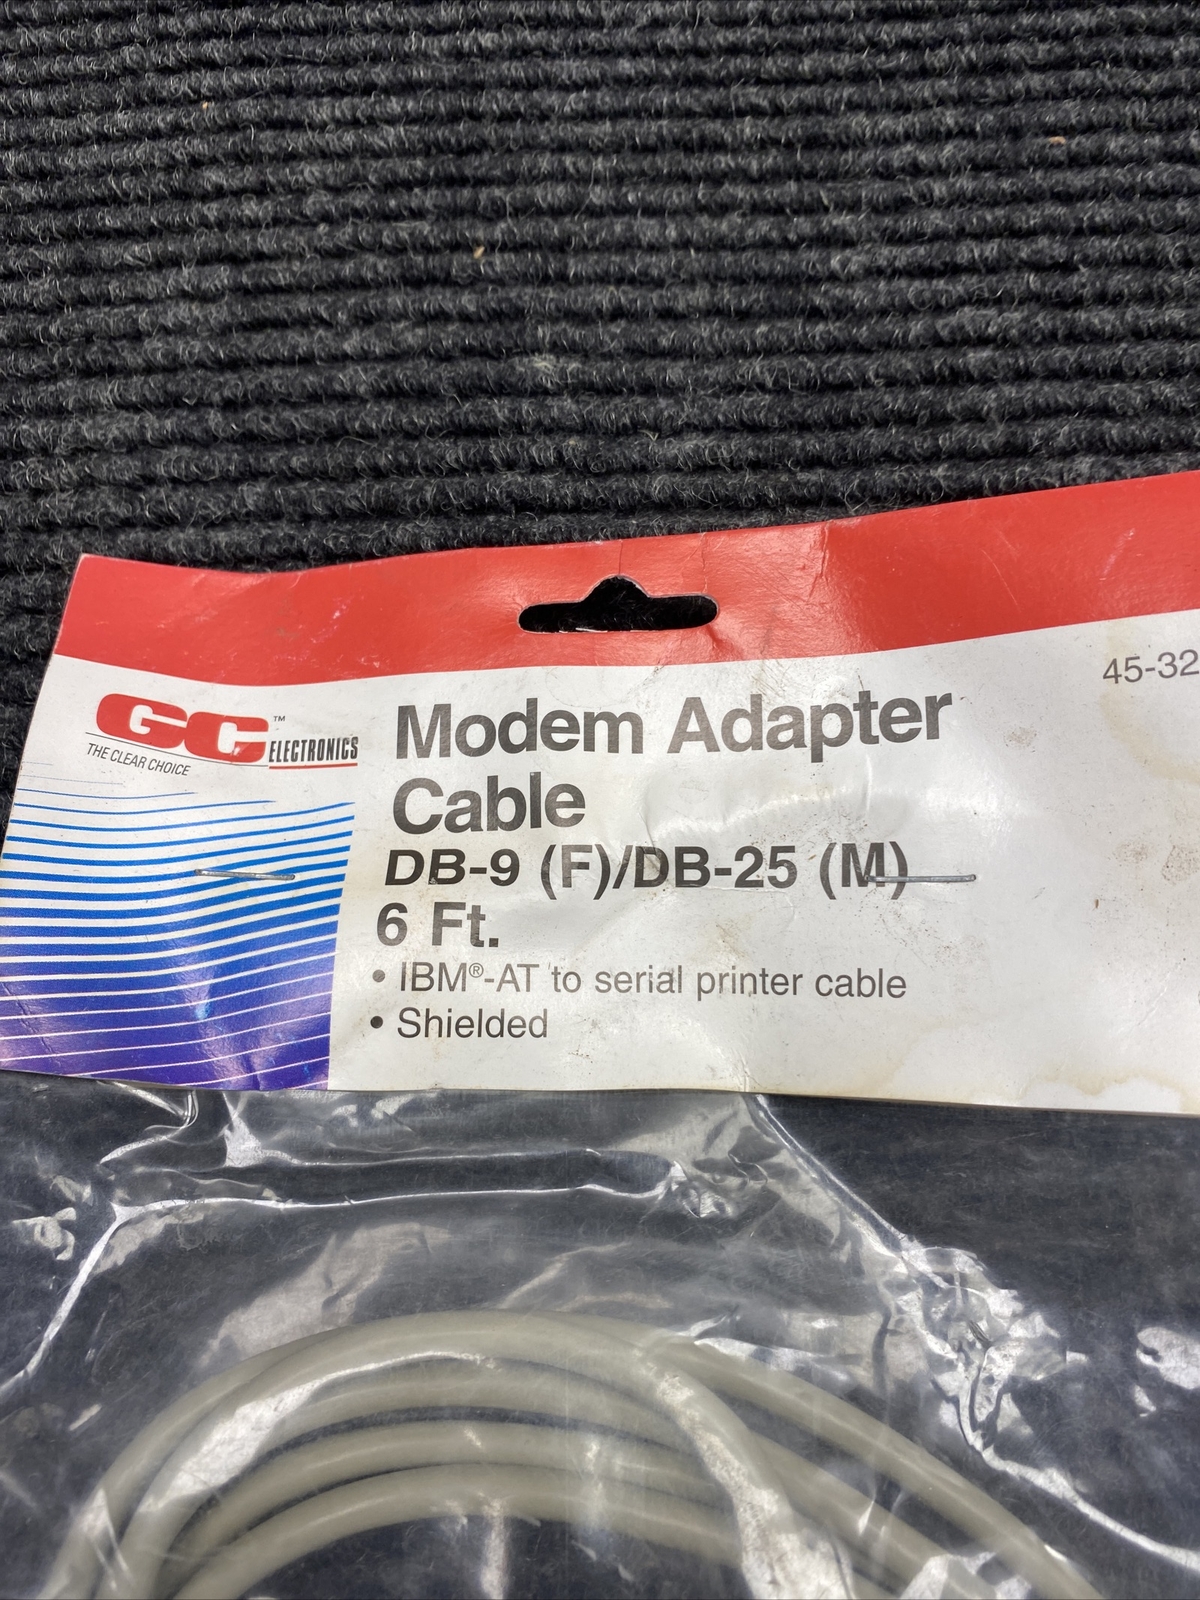 45-32
GC™ ELECTRONICS
THE CLEAR CHOICE
Modem Adapter
Cable
DB-9 (F)/DB-25 (M)
6 Ft.
• IBM®-AT to serial printer cable
• Shielded